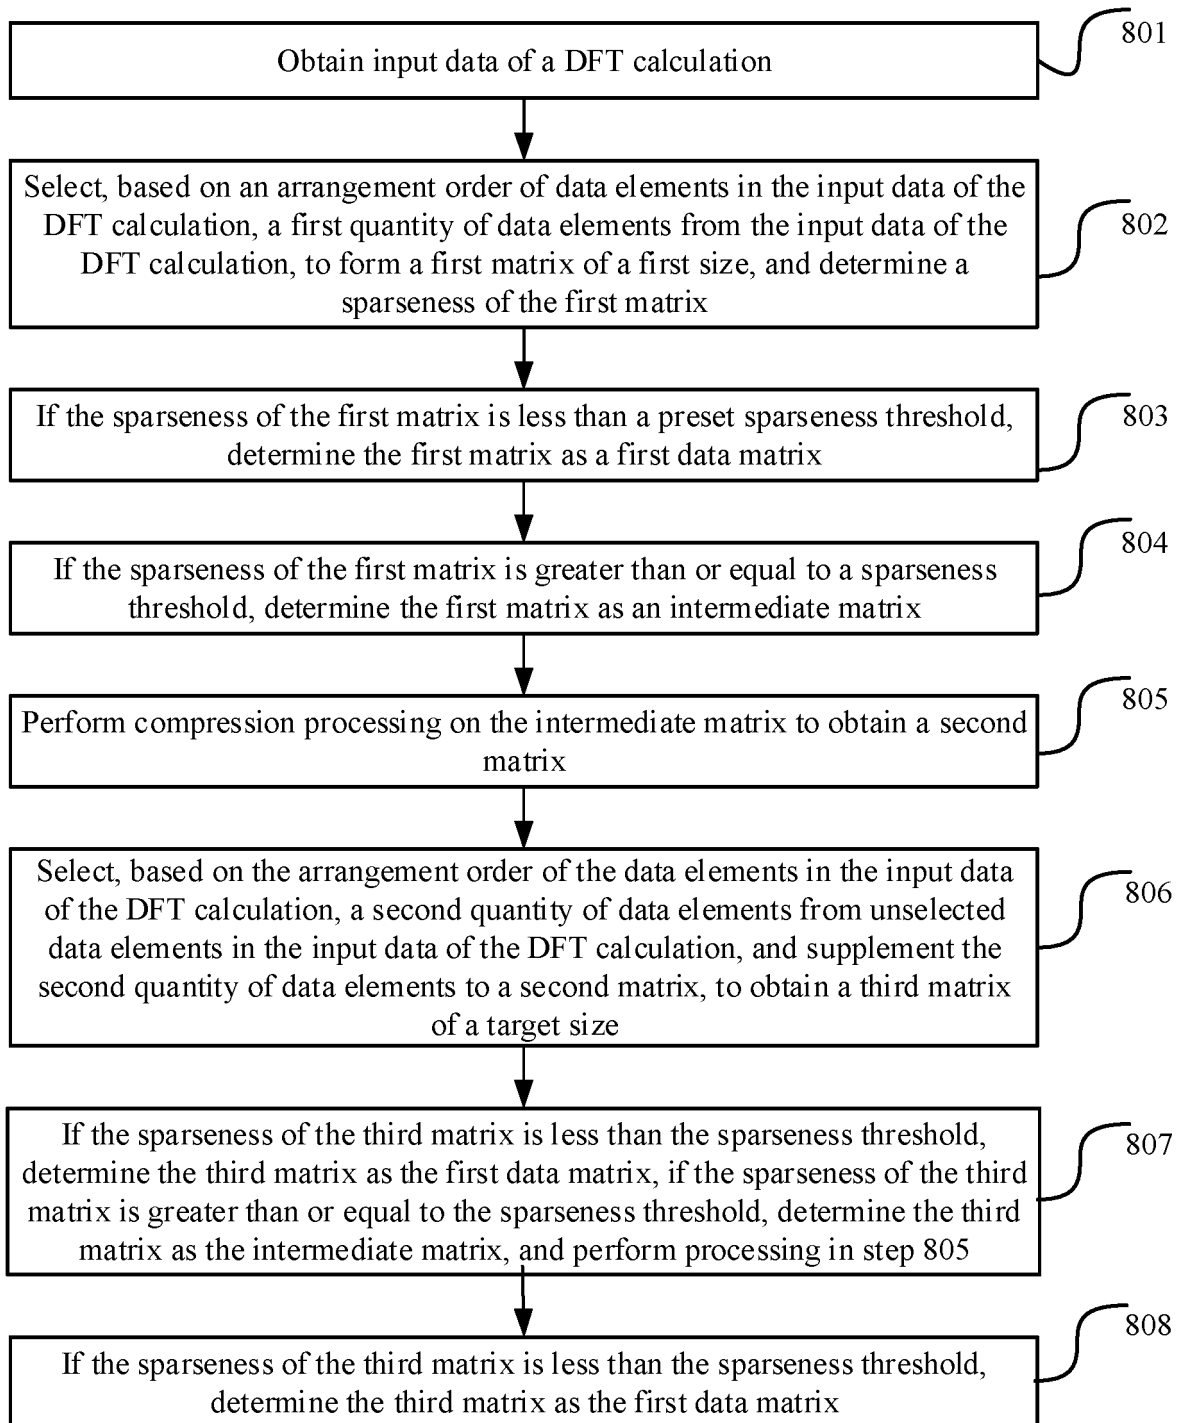 Obtain input data of a DFT calculation
801
Select, based on an arrangement order of data elements in the input data of the
DFT calculation, a first quantity of data elements from the input data of the
DFT calculation, to form a first matrix of a first size, and determine a
sparseness of the first matrix
802
If the sparseness of the first matrix is less than a preset sparseness threshold,
determine the first matrix as a first data matrix
803
If the sparseness of the first matrix is greater than or equal to a sparseness
threshold, determine the first matrix as an intermediate matrix
804
Perform compression processing on the intermediate matrix to obtain a second
matrix
805
Select, based on the arrangement order of the data elements in the input data
of the DFT calculation, a second quantity of data elements from unselected
data elements in the input data of the DFT calculation, and supplement the
second quantity of data elements to a second matrix, to obtain a third matrix
of a target size
806
If the sparseness of the third matrix is less than the sparseness threshold,
determine the third matrix as the first data matrix, if the sparseness of the third
matrix is greater than or equal to the sparseness threshold, determine the third
matrix as the intermediate matrix, and perform processing in step 805
807
If the sparseness of the third matrix is less than the sparseness threshold,
determine the third matrix as the first data matrix
808